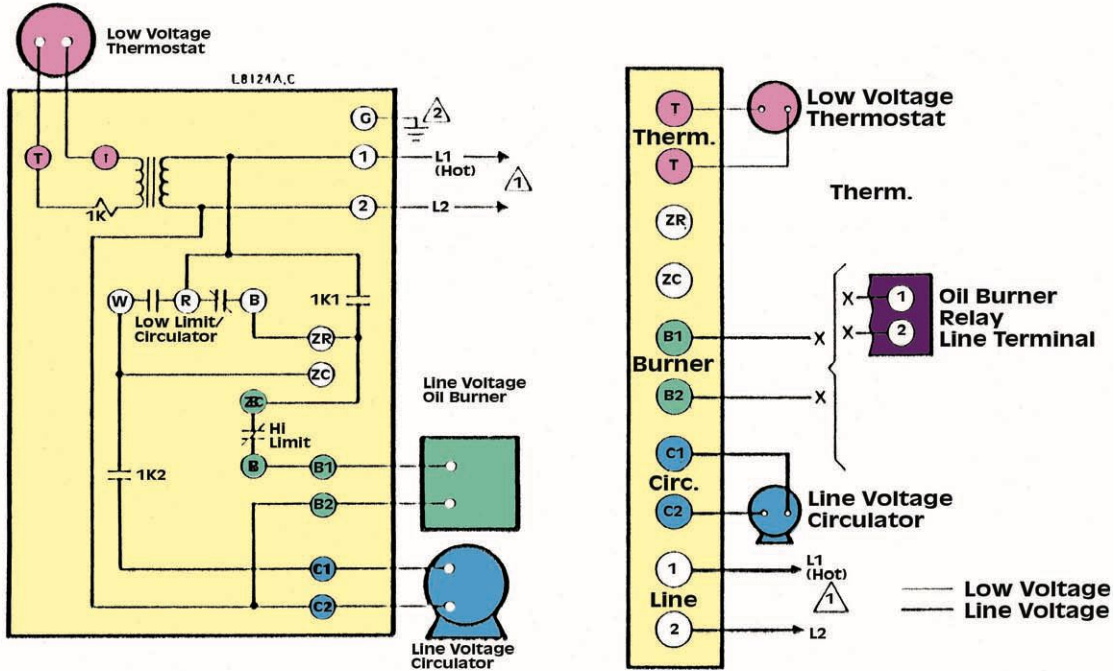 Low Voltage
Thermostat
L8124A,C
G
2
T
T
1
L1
(Hot)
1
1K
2
L2
W
R
B
1K1
Low Limit/
Circulator
ZR
ZC
Line Voltage
Oil Burner
Hi
Limit
1K2
B
B1
B2
C1
C2
Line Voltage
Circulator
T
Low Voltage
Thermostat
Therm.
T
Therm.
ZR
ZC
X
1
Oil Burner
X
2
Relay
Line Terminal
B1
X
Burner
B2
X
C1
Circ.
C2
Line Voltage
Circulator
1
L1
(Hot)
1
Line
2
L2
Low Voltage
Line Voltage